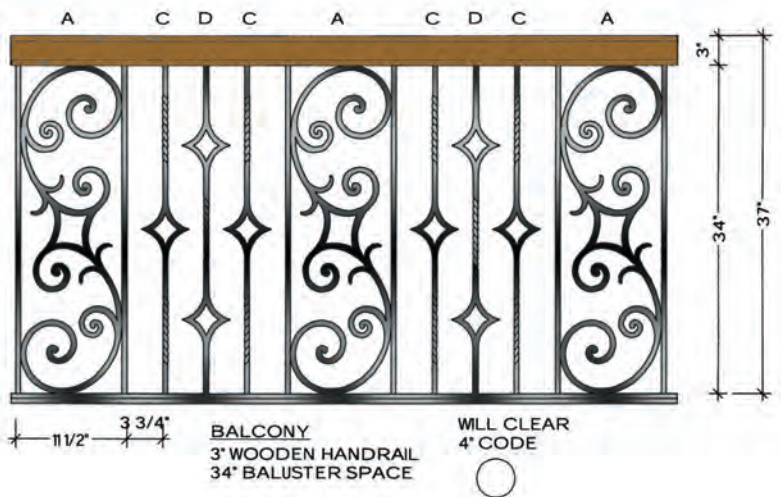 A C D C A C D C A
3"
34"
37"
3 3/4"
11 1/2"
BALCONY
3" WOODEN HANDRAIL
34" BALUSTER SPACE
WILL CLEAR
4" CODE